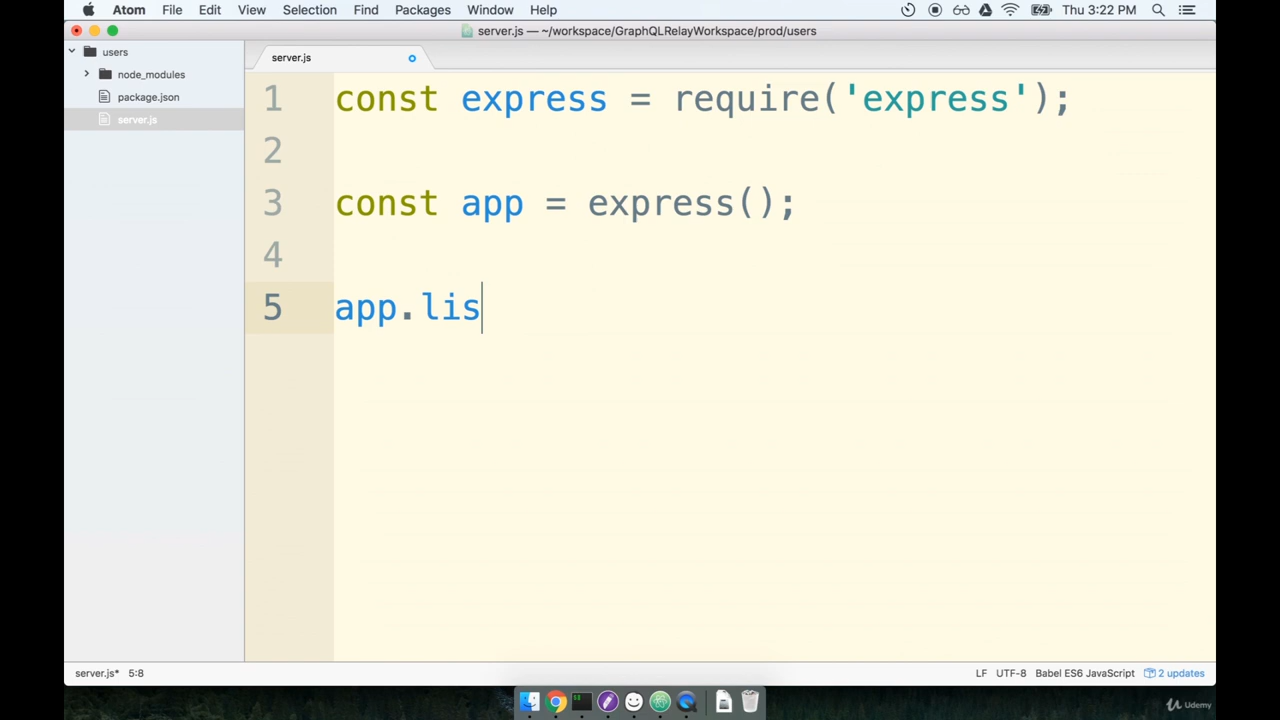 Atom File Edit View Selection Find Packages Window Help Thu 3:22 PM
server.js — ~/workspace/GraphQLRelayWorkspace/prod/users
users
node_modules
package.json
server.js
server.js
1 const express = require('express');
2
3 const app = express();
4
5 app.lis
server.js* 5:8 LF UTF-8 Babel ES6 JavaScript 2 updates
Udemy